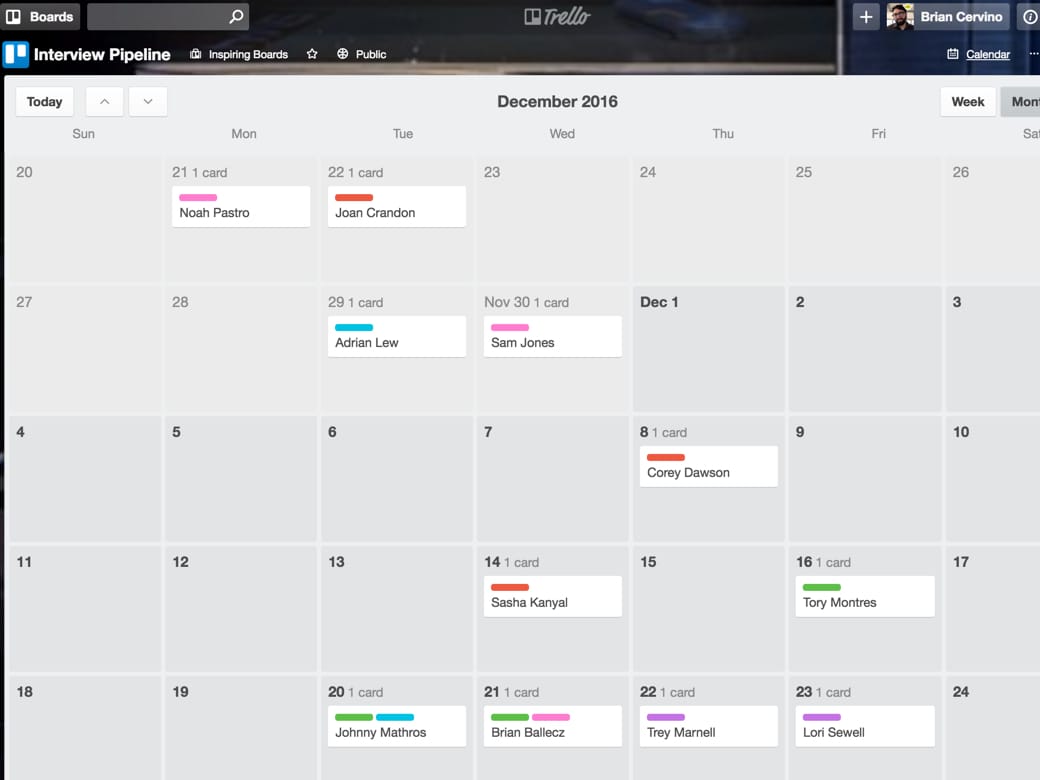 Boards
Trello
Brian Cervino
Interview Pipeline
Inspiring Boards
Public
Calendar
Today
December 2016
Week
Mont
Sun Mon Tue Wed Thu Fri Sat
20 21 1 card 22 1 card 23 24 25 26
Noah Pastro Joan Crandon
27 28 29 1 card Nov 30 1 card Dec 1 2 3
Adrian Lew Sam Jones
4 5 6 7 8 1 card 9 10
Corey Dawson
11 12 13 14 1 card 15 16 1 card 17
Sasha Kanyal Tory Montres
18 19 20 1 card 21 1 card 22 1 card 23 1 card 24
Johnny Mathros Brian Ballecz Trey Marnell Lori Sewell